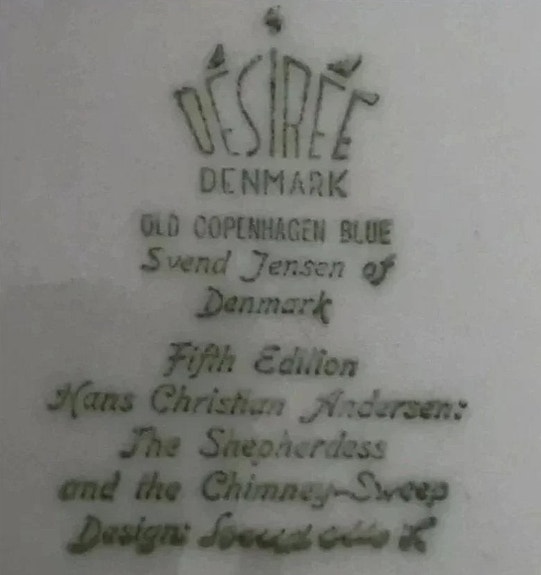 DÉSIRÉE
DENMARK
OLD COPENHAGEN BLUE
Svend Jensen of
Denmark
Fifth Edition
Hans Christian Andersen:
The Shepherdess
and the Chimney-Sweep
Design: